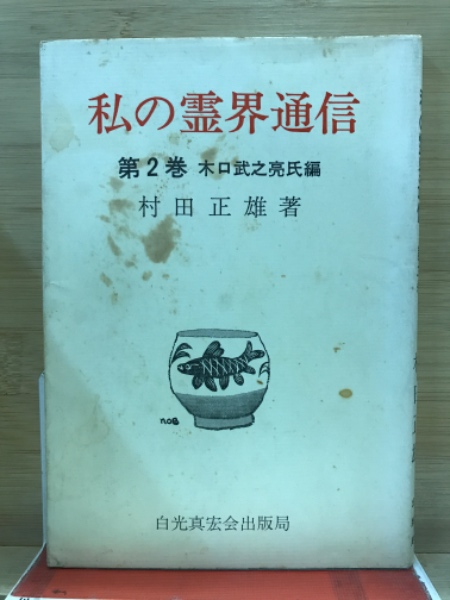 私の霊界通信
第2巻 木口武之亮氏編
村田正雄著
noB
白光真宏会出版局